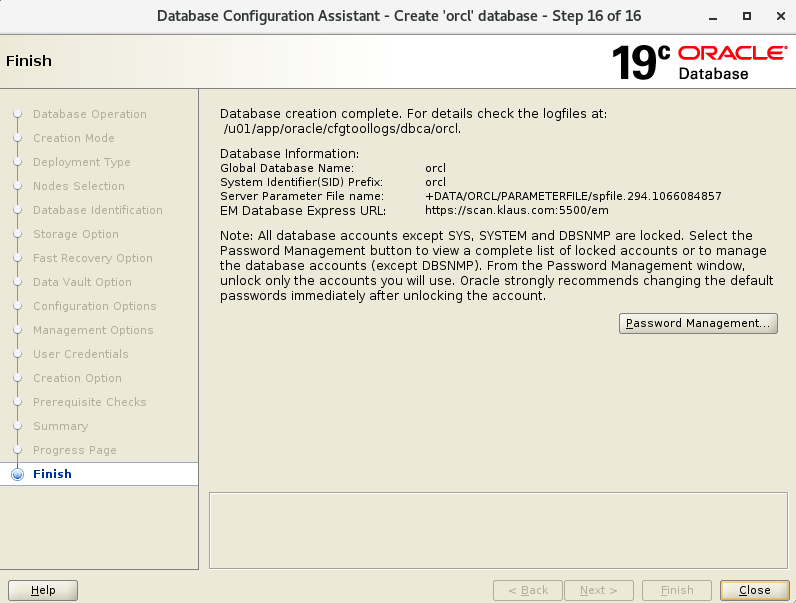 Database Configuration Assistant - Create 'orcl' database - Step 16 of 16
Finish
19c ORACLE
Database
Database Operation
Creation Mode
Deployment Type
Nodes Selection
Database Identification
Storage Option
Fast Recovery Option
Data Vault Option
Configuration Options
Management Options
User Credentials
Creation Option
Prerequisite Checks
Summary
Progress Page
Finish
Database creation complete. For details check the logfiles at:
/u01/app/oracle/cfgtoollogs/dbca/orcl.
Database Information:
Global Database Name: orcl
System Identifier(SID) Prefix: orcl
Server Parameter File name: +DATA/ORCL/PARAMETERFILE/spfile.294.1066084857
EM Database Express URL: https://scan.klaus.com:5500/em
Note: All database accounts except SYS, SYSTEM and DBSNMP are locked. Select the
Password Management button to view a complete list of locked accounts or to manage
the database accounts (except DBSNMP). From the Password Management window,
unlock only the accounts you will use. Oracle strongly recommends changing the default
passwords immediately after unlocking the account.
Password Management...
Help
< Back
Next >
Finish
Close